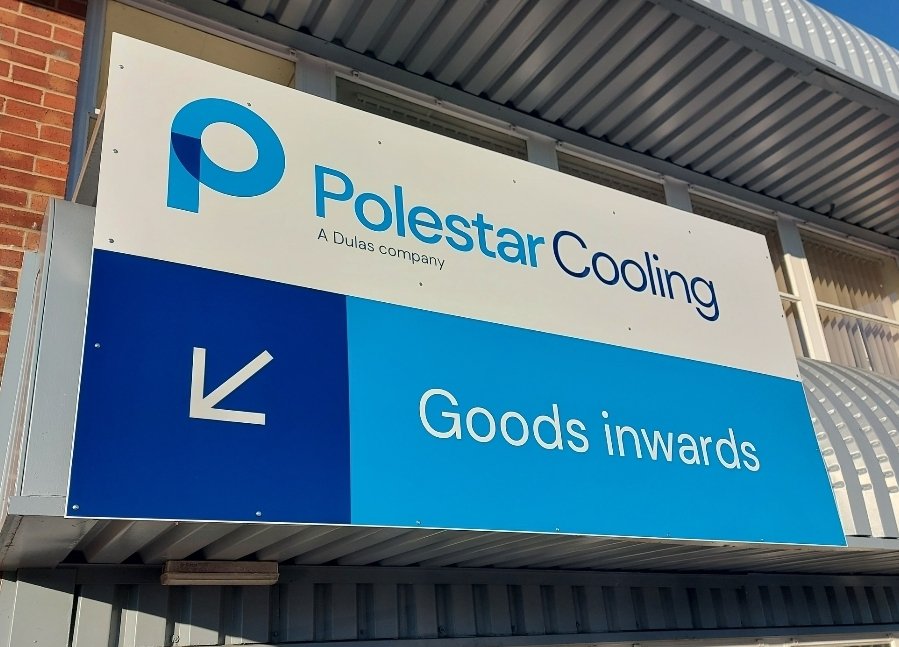 Polestar Cooling
A Dulas company
Goods inwards